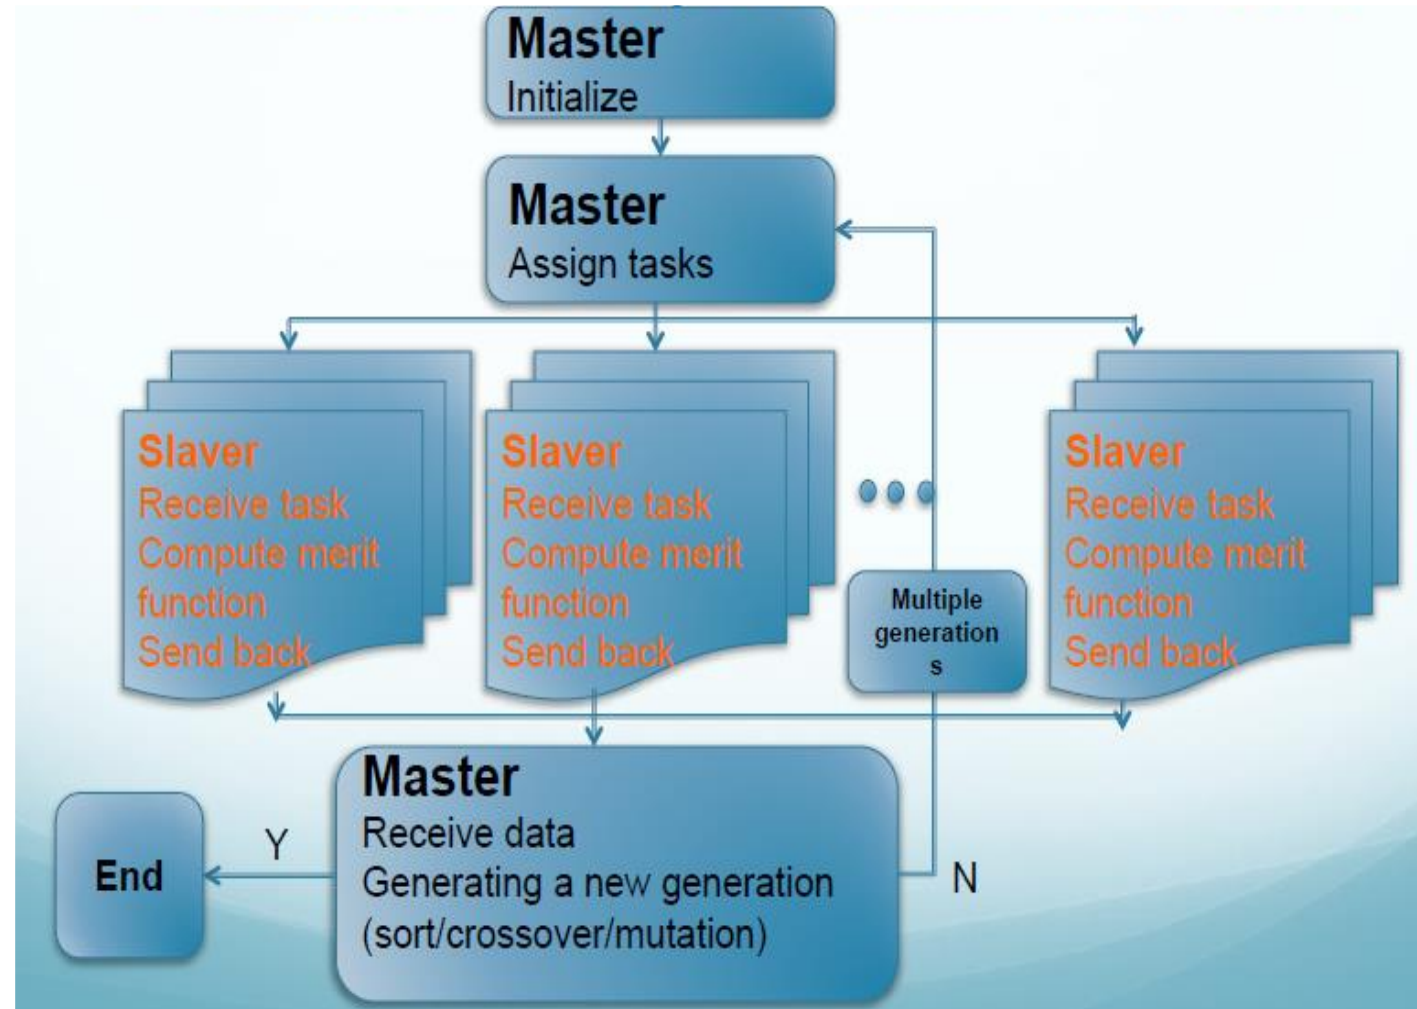 Master
Initialize
Master
Assign tasks
Slaver
Receive task
Compute merit
function
Send back
Slaver
Receive task
Compute merit
function
Send back
Multiple
generation
s
Slaver
Receive task
Compute merit
function
Send back
Master
Receive data
Generating a new generation
(sort/crossover/mutation)
Y
N
End